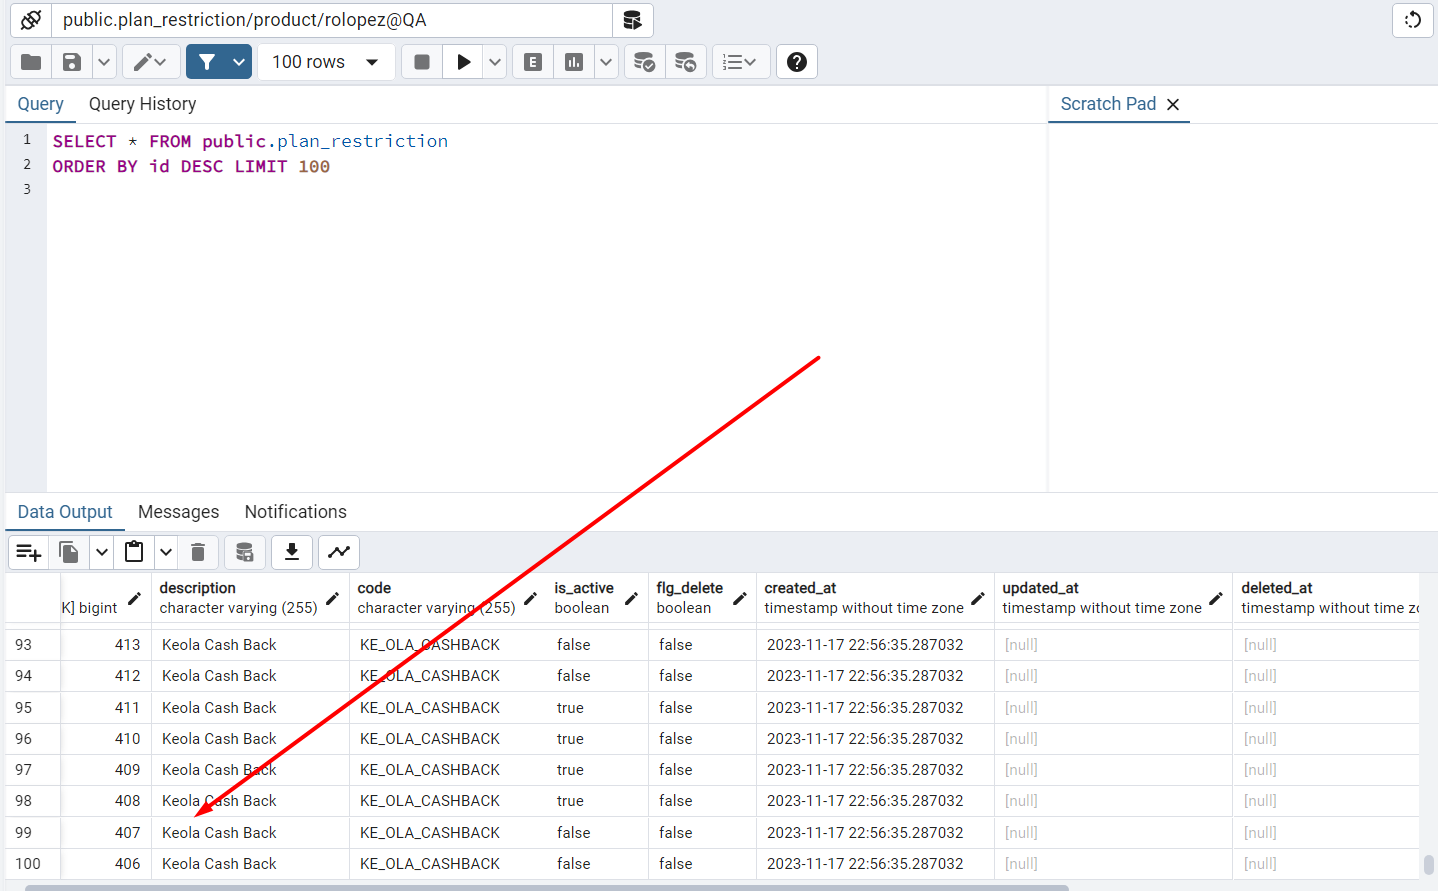 public.plan_restriction/product/rolopez@QA
100 rows
E
Query Query History
Scratch Pad
1 SELECT * FROM public.plan_restriction
2 ORDER BY id DESC LIMIT 100
3
Data Output Messages Notifications
description code is_active flg_delete created_at updated_at deleted_at
K] bigint character varying (255) character varying (255) boolean boolean timestamp without time zone timestamp without time zone timestamp without time zo
93 413 Keola Cash Back KE_OLA_CASHBACK false false 2023-11-17 22:56:35.287032 [null] [null]
94 412 Keola Cash Back KE_OLA_CASHBACK false false 2023-11-17 22:56:35.287032 [null] [null]
95 411 Keola Cash Back KE_OLA_CASHBACK true false 2023-11-17 22:56:35.287032 [null] [null]
96 410 Keola Cash Back KE_OLA_CASHBACK true false 2023-11-17 22:56:35.287032 [null] [null]
97 409 Keola Cash Back KE_OLA_CASHBACK true false 2023-11-17 22:56:35.287032 [null] [null]
98 408 Keola Cash Back KE_OLA_CASHBACK true false 2023-11-17 22:56:35.287032 [null] [null]
99 407 Keola Cash Back KE_OLA_CASHBACK false false 2023-11-17 22:56:35.287032 [null] [null]
100 406 Keola Cash Back KE_OLA_CASHBACK false false 2023-11-17 22:56:35.287032 [null] [null]